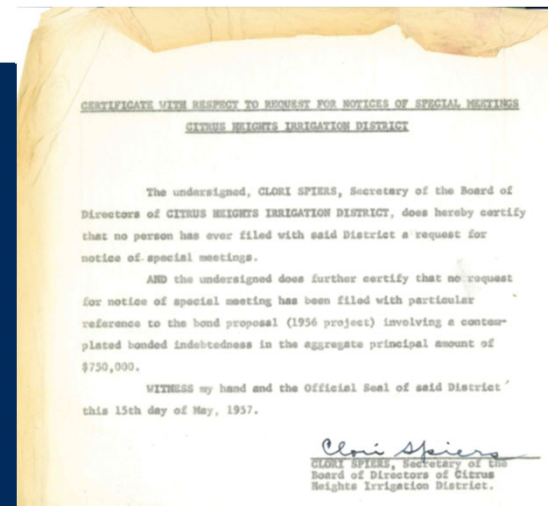 CERTIFICATE WITH RESPECT TO REQUEST FOR NOTICES OF SPECIAL MEETINGS
CITRUS HEIGHTS IRRIGATION DISTRICT
The undersigned, CLORI SPIERS, Secretary of the Board of
Directors of CITRUS HEIGHTS IRRIGATION DISTRICT, does hereby certify
that no person has ever filed with said District a request for
notice of special meetings.
AND the undersigned does further certify that no request
for notice of special meeting has been filed with particular
reference to the bond proposal (1956 project) involving a contem-
plated bonded indebtedness in the aggregate principal amount of
$750,000.
WITNESS my hand and the Official Seal of said District
this 15th day of May, 1957.
Clori Spiers
CLORI SPIERS, Secretary of the
Board of Directors of Citrus
Heights Irrigation District.